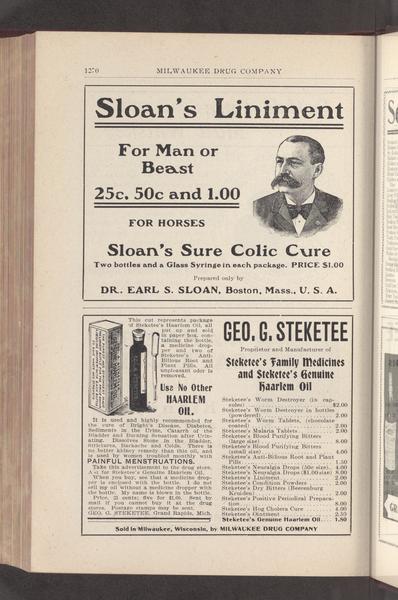 1270 MILWAUKEE DRUG COMPANY
Sloan's Liniment
For Man or
Beast
25c, 50c and 1.00
FOR HORSES
Sloan's Sure Colic Cure
Two bottles and a Glass Syringe in each package. PRICE $1.00
Prepared only by
DR. EARL S. SLOAN, Boston, Mass., U. S. A.
This cut represents package
of Steketee's Haarlem Oil, all
put up and sold
in paper box, con-
taining the bottle,
a medicine drop-
per and two of
Steketee's Anti-
Bilious Root and
Plant Pills. All
unpleasant odor is
removed.
Use No Other
HAARLEM
OIL.
It is used and highly recommended for
the cure of Bright's Disease, Diabetes,
Sediments in the Urine, Catarrh of the
Bladder and Burning Sensation after Urin-
ating. Dissolves Stone in the Bladder,
Strictures, Backache and Colds. There is
no better kidney remedy than this oil, and
is used by women troubled monthly with
PAINFUL MENSTRUATIONS.
Take this advertisement to the drug store.
Ask for Steketee's Genuine Haarlem Oil.
When you buy, see that a medicine drop-
per is enclosed with the bottle. I do not
sell my oil without a medicine dropper with
the bottle. My name is blown in the bottle.
Price, 25 cents; five for $1.00. Sent by
mail if you cannot buy it at the drug
stores. Postage stamps may be sent.
GEO. G. STEKETEE, Grand Rapids, Mich.
GEO. G. STEKETEE
Proprietor and Manufacturer of
Steketee's Family Medicines
and Steketee's Genuine
Haarlem Oil
Steketee's Worm Destroyer (in cap-
sules) $2.00
Steketee's Worm Destroyer in bottles
(powdered) 2.00
Steketee's Worm Tablets, (chocolate
coated) 2.00
Steketee's Malaria Tablets 2.00
Steketee's Blood Purifying Bitters
(large size) 8.00
Steketee's Blood Purifying Bitters
(small size) 4.00
Steketee's Anti-Bilious Root and Plant
Pills 1.50
Steketee's Neuralgia Drops (50c size). 4.00
Steketee's Neuralgia Drops ($1.00 size) 8.00
Steketee's Liniment 2.00
Steketee's Condition Powders 2.00
Steketee's Dry Bitters (Beerenburg
Kruiden) 2.00
Steketee's Positive Periodical Prepara-
tion 8.00
Steketee's Hog Cholera Cure 4.00
Steketee's Ointment 2.50
Steketee's Genuine Haarlem Oil 1.80
Sold in Milwaukee, Wisconsin, by MILWAUKEE DRUG COMPANY